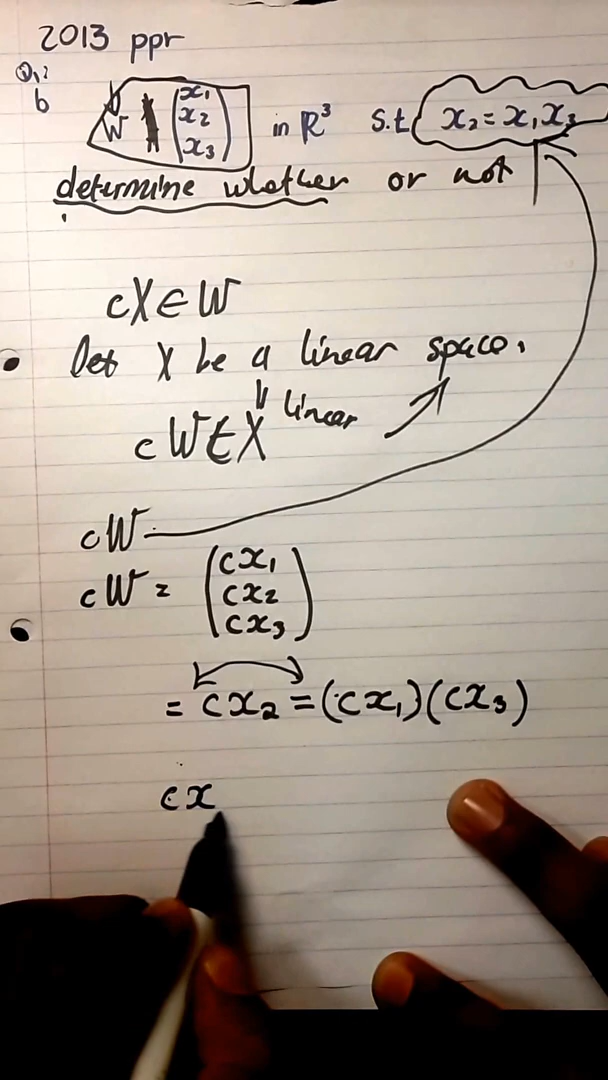 2013 ppr
Q1,2
b W (x₁ x₂ x₃) in ℝ³ s.t x₂ = x₁x₃
determine whether or not
cX ∈ W
Let X be a linear space.
linear
cW ∈ X
cW
cW = (cx₁ cx₂ cx₃)
= cx₂ = (cx₁)(cx₃)
cx